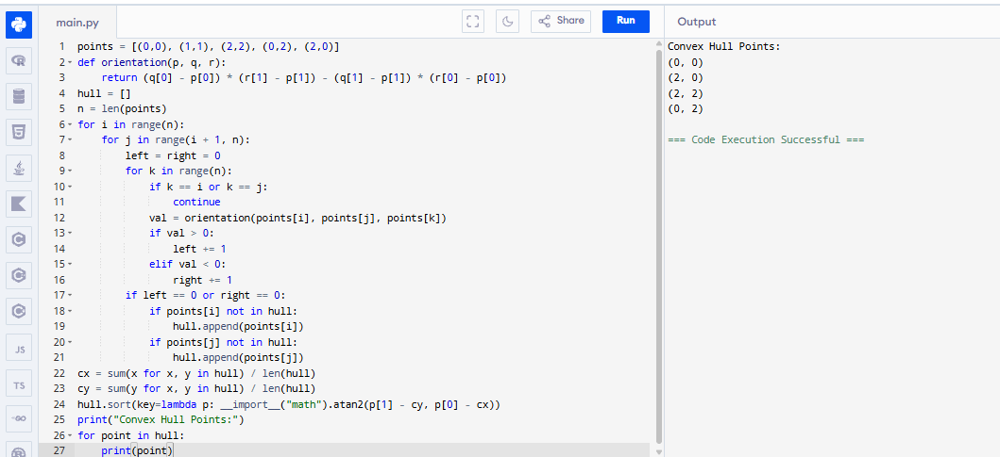 main.py
Share
Run
Output
1 points = [(0,0), (1,1), (2,2), (0,2), (2,0)]
2 def orientation(p, q, r):
3     return (q[0] - p[0]) * (r[1] - p[1]) - (q[1] - p[1]) * (r[0] - p[0])
4 hull = []
5 n = len(points)
6 for i in range(n):
7     for j in range(i + 1, n):
8         left = right = 0
9         for k in range(n):
10             if k == i or k == j:
11                 continue
12             val = orientation(points[i], points[j], points[k])
13             if val > 0:
14                 left += 1
15             elif val < 0:
16                 right += 1
17         if left == 0 or right == 0:
18             if points[i] not in hull:
19                 hull.append(points[i])
20             if points[j] not in hull:
21                 hull.append(points[j])
22 cx = sum(x for x, y in hull) / len(hull)
23 cy = sum(y for x, y in hull) / len(hull)
24 hull.sort(key=lambda p: __import__("math").atan2(p[1] - cy, p[0] - cx))
25 print("Convex Hull Points:")
26 for point in hull:
27     print(point)
Convex Hull Points:
(0, 0)
(2, 0)
(2, 2)
(0, 2)
=== Code Execution Successful ===
JS
TS